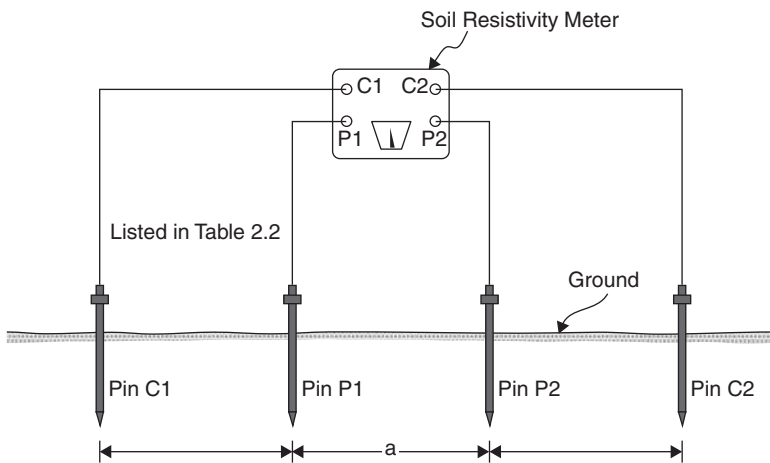 Soil Resistivity Meter
C1 C2
P1 P2
Listed in Table 2.2
Ground
Pin C1 Pin P1 Pin P2 Pin C2
a